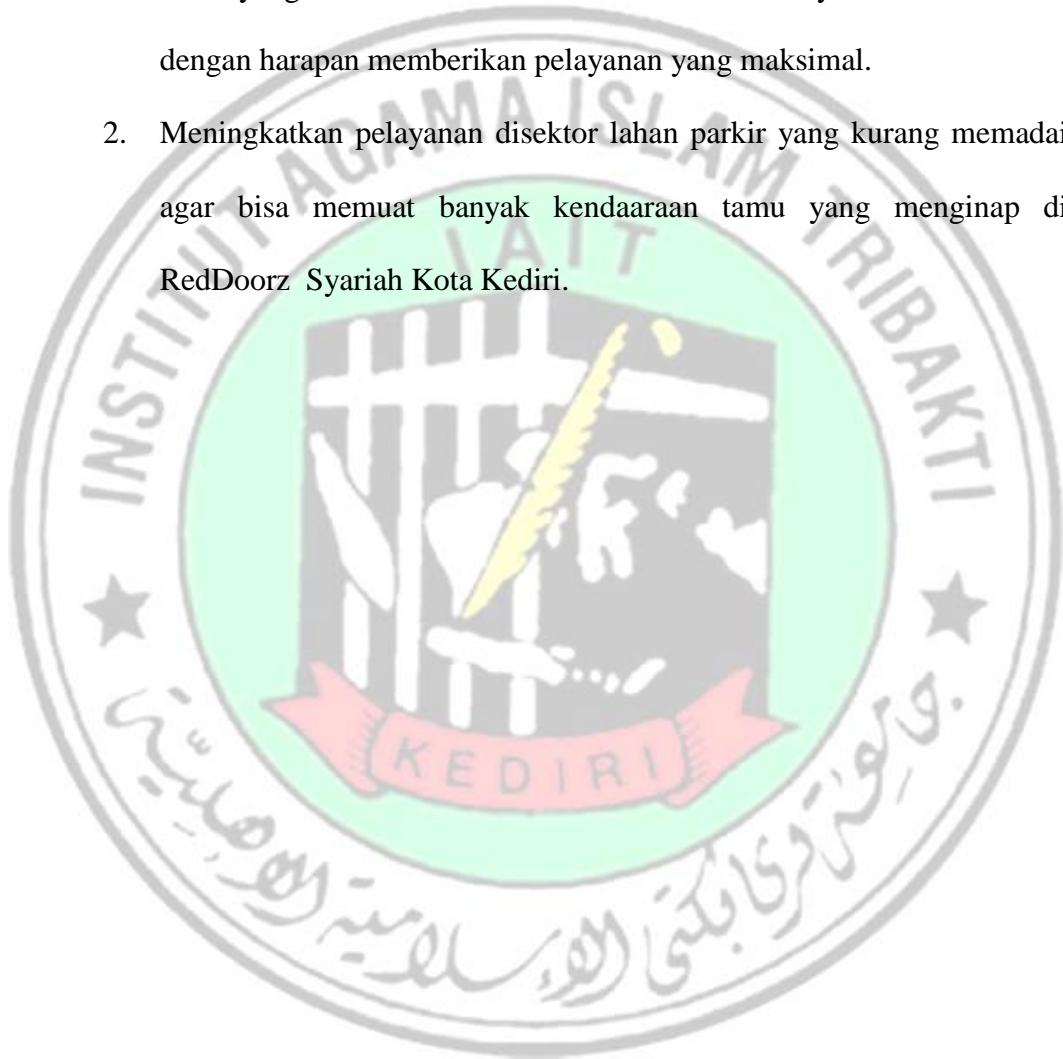 dengan harapan memberikan pelayanan yang maksimal.
2. Meningkatkan pelayanan disektor lahan parkir yang kurang memadai
agar bisa memuat banyak kendaaraan tamu yang menginap di
RedDoorz Syariah Kota Kediri.
INSTITUT AGAMA ISLAM TRIBAKTI
IAIT
KEDIRI